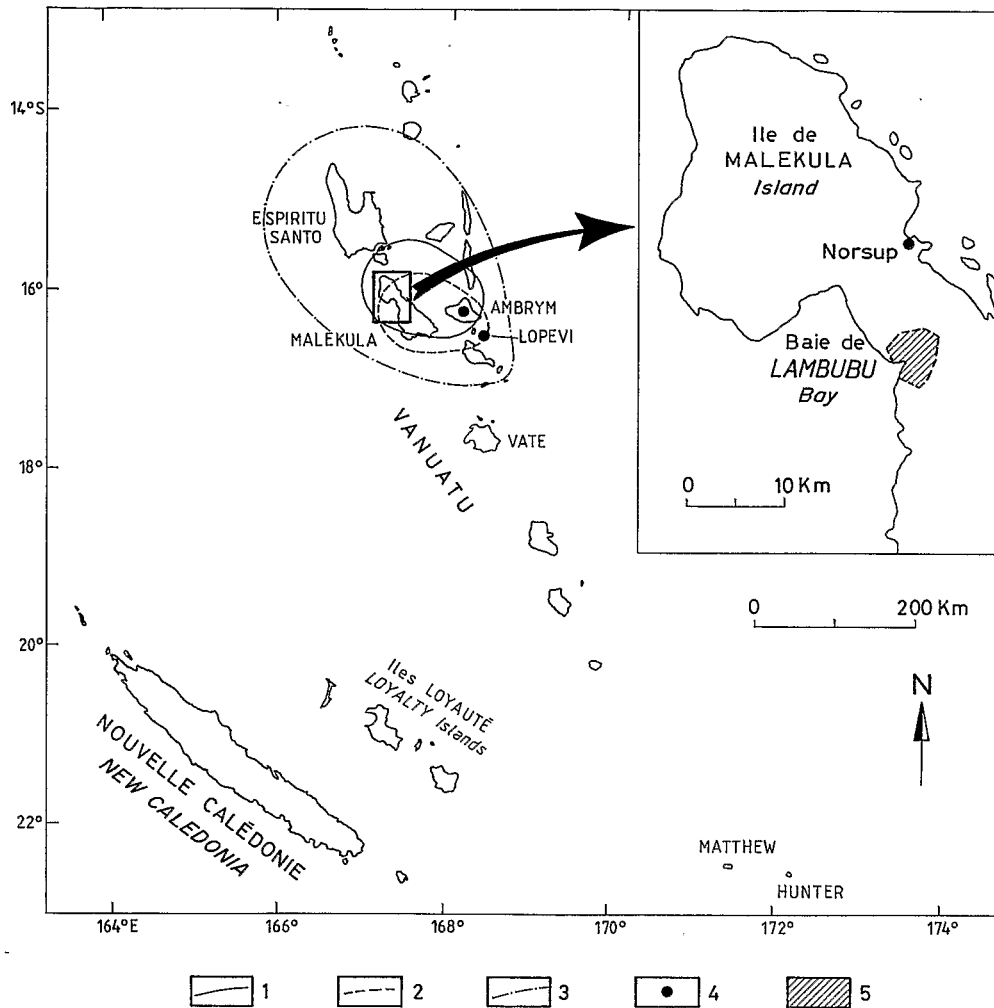 14°S
16°
18°
20°
22°
164°E
166°
168°
170°
172°
174°
ESPIRITU
SANTO
MALEKULA
AMBRYM
LOPEVI
VANUATU
VATE
Ile de
MALEKULA
Island
Norsup
Baie de
LAMBUBU
Bay
0 10 Km
0 200 Km
N
Iles LOYAUTÉ
LOYALTY Islands
NOUVELLE CALÉDONIE
NEW CALEDONIA
MATTHEW
HUNTER
1 2 3 4 5